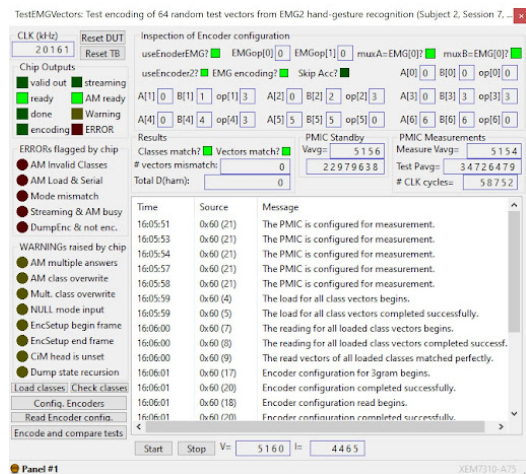 TestEMGVectors: Test encoding of 64 random test vectors from EMG2 hand-gesture recognition (Subject 2, Session 7, ...
CLK (kHz)
20161
Reset DUT
Reset TB
Chip Outputs
valid out streaming
ready AM ready
done Warning
encoding ERROR
ERRORs flagged by chip
AM Invalid Classes
AM Load & Serial
Mode mismatch
Streaming & AM busy
DumpEnc & not enc.
WARNINGs raised by chip
AM multiple answers
AM class overwrite
Mult. class overwrite
NULL mode input
EncSetup begin frame
EncSetup end frame
CiM head is unset
Dump state recursion
Load classes Check classes
Config. Encoders
Read Encoder config.
Encode and compare tests
Inspection of Encoder configuration
useEnoderEMG? EMGop[0] 0 EMGop[1] 0 muxA=EMG[0]? muxB=EMG[0]?
useEncoder2? EMG encoding? Skip Acc? A[0] 0 B[0] 0 op[0] 0
A[1] 0 B[1] 1 op[1] 3 A[2] 0 B[2] 2 op[2] 3 A[3] 0 B[3] 3 op[3] 3
A[4] 0 B[4] 4 op[4] 3 A[5] 5 B[5] 5 op[5] 0 A[6] 6 B[6] 6 op[6] 0
Results
Classes match? Vectors match?
# vectors mismatch: 0
Total D(ham): 0
PMIC Standby
Vavg= 5156
22979638
PMIC Measurements
Measure Vavg= 5154
Test Pavg= 34726479
# CLK cycles= 58752
Time Source Message
16:05:51 0x60 (21) The PMIC is configured for measurement.
16:05:53 0x60 (21) The PMIC is configured for measurement.
16:05:54 0x60 (21) The PMIC is configured for measurement.
16:05:57 0x60 (21) The PMIC is configured for measurement.
16:05:58 0x60 (21) The PMIC is configured for measurement.
16:05:59 0x60 (4) The load for all class vectors begins.
16:05:59 0x60 (5) The load for all class vectors completed successfully.
16:06:00 0x60 (7) The reading for all loaded class vectors begins.
16:06:00 0x60 (8) The reading for all loaded class vectors completed successf.
16:06:00 0x60 (9) The read vectors of all loaded classes matched perfectly.
16:06:01 0x60 (17) Encoder configuration for 3gram begins.
16:06:01 0x60 (20) Encoder configuration completed successfully.
16:06:01 0x60 (18) Encoder configuration read begins.
16:06:01 0x60 (20) Encoder configuration completed successfully.
Start Stop V= 5160 I= 4465
Panel #1
XEM7310-A75